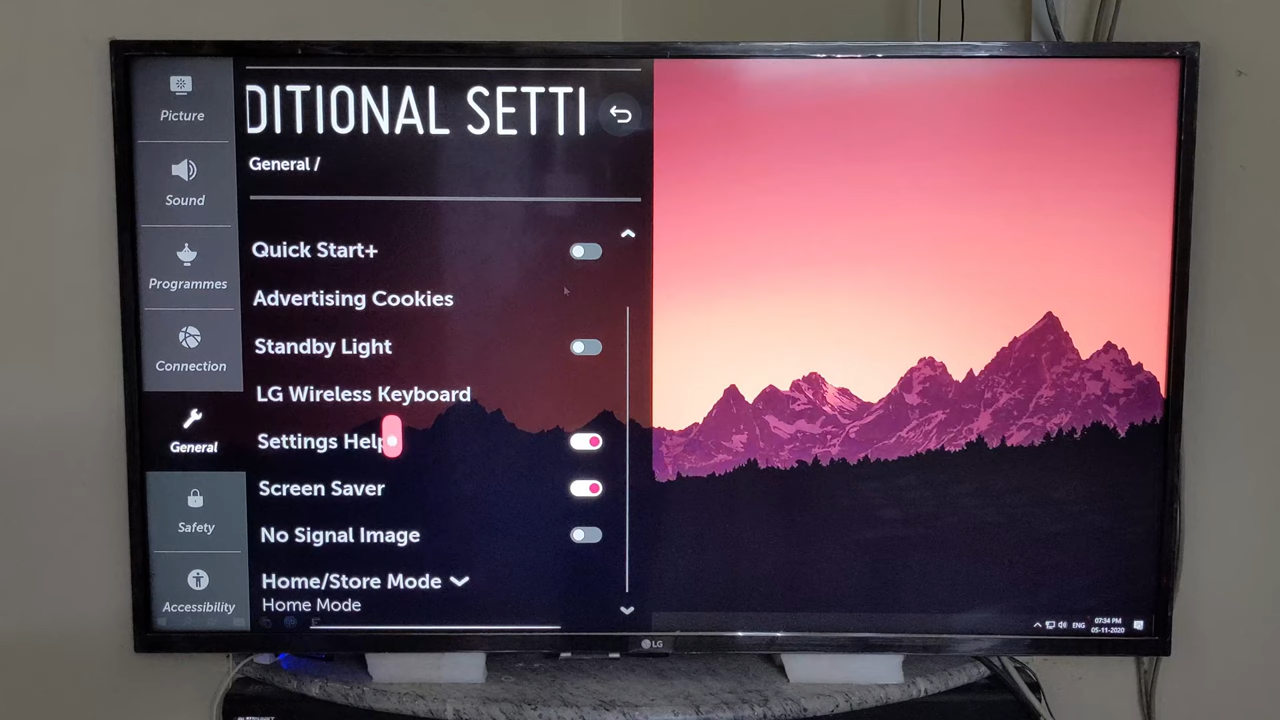 Picture
Sound
Programmes
Connection
General
Safety
Accessibility
DITIONAL SETTI
General /
Quick Start+
Advertising Cookies
Standby Light
LG Wireless Keyboard
Settings Help
Screen Saver
No Signal Image
Home/Store Mode
Home Mode
ENG
07:34 PM
05-11-2020
LG